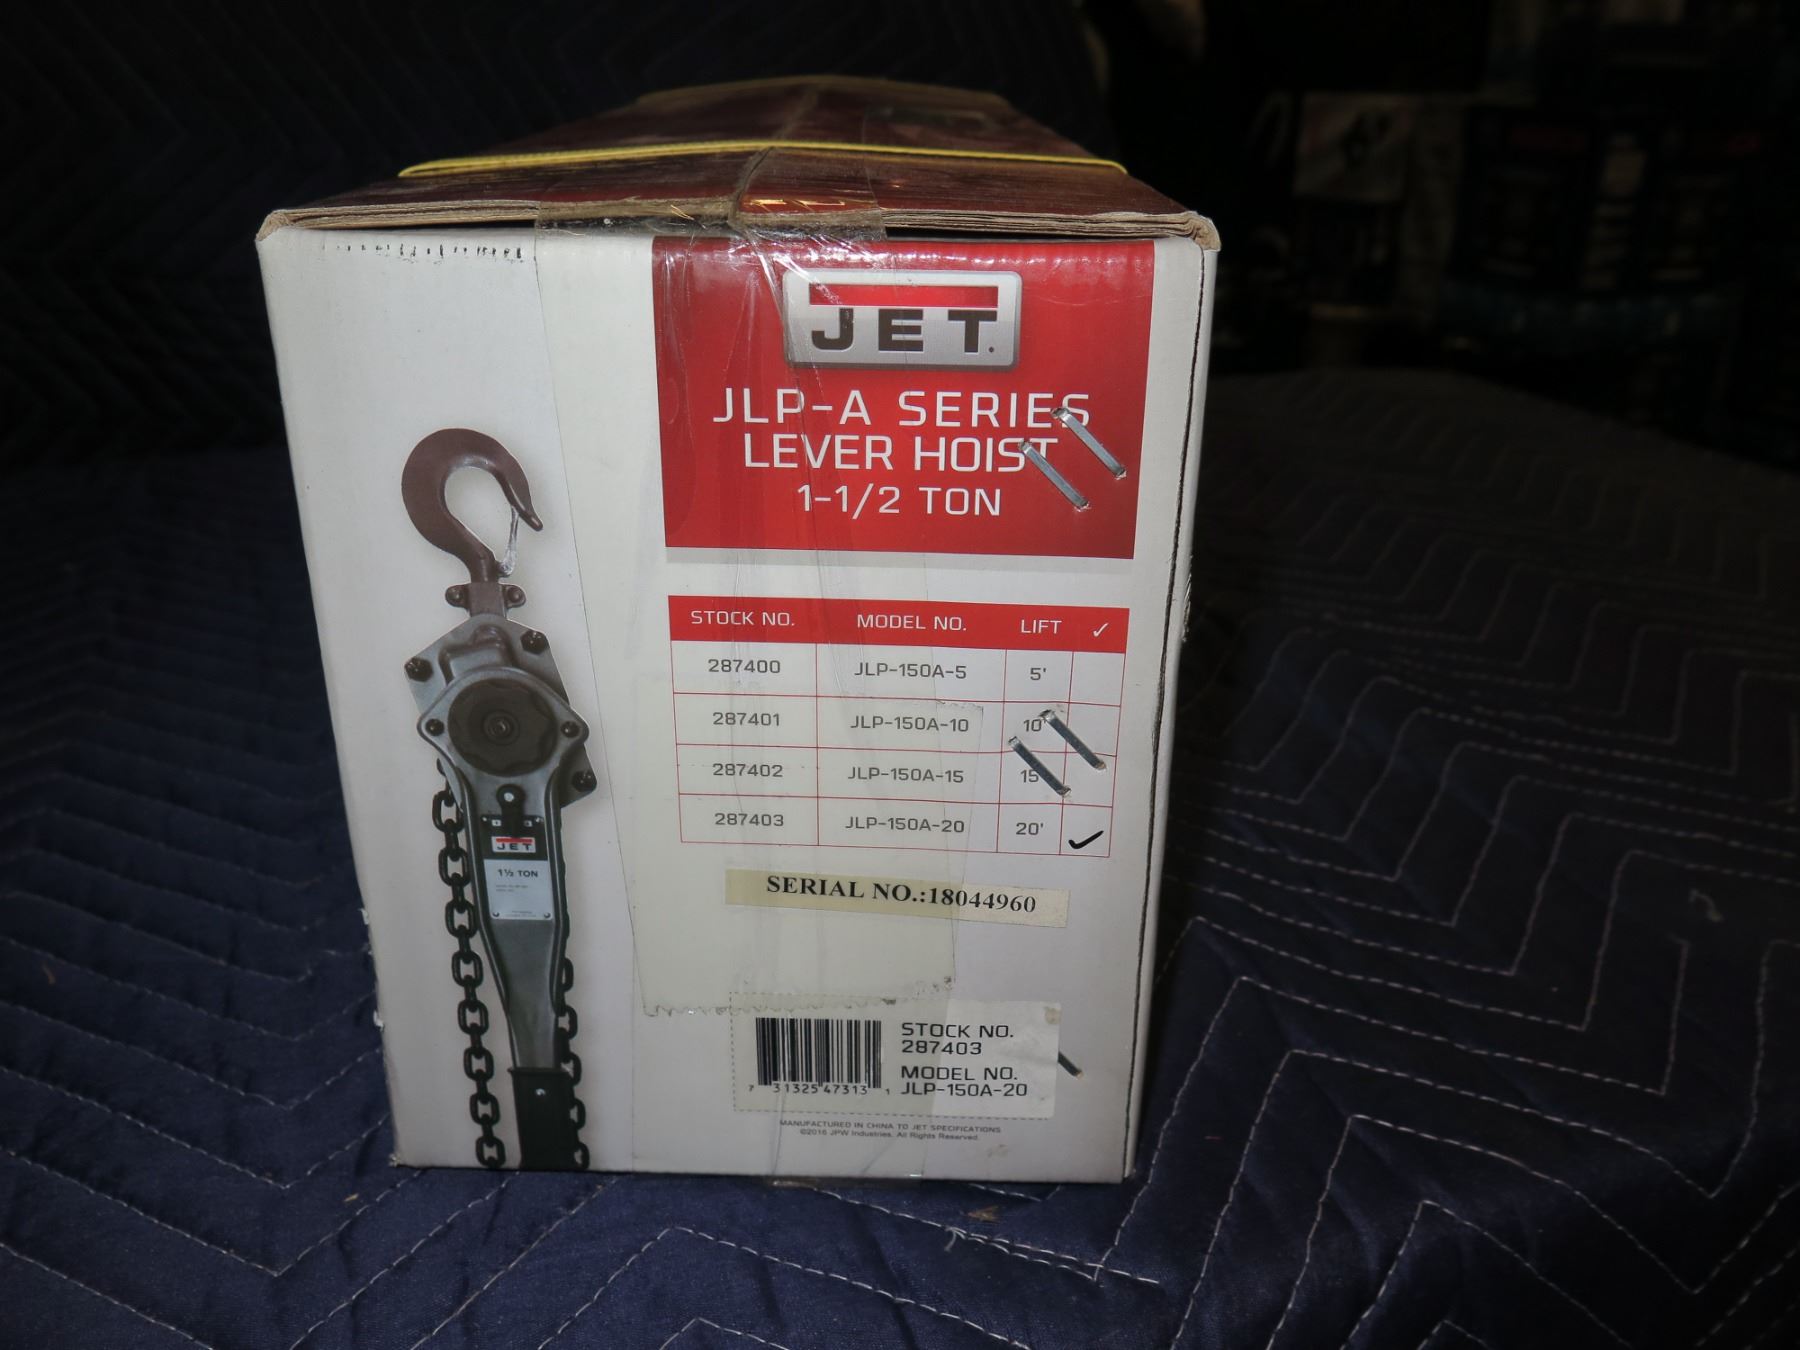 JET.
JLP-A SERIES
LEVER HOIST
1-1/2 TON
STOCK NO. MODEL NO. LIFT ✓
287400 JLP-150A-5 5'
287401 JLP-150A-10 10'
287402 JLP-150A-15 15'
287403 JLP-150A-20 20' ✓
JET.
1½ TON
SERIAL NO.:18044960
STOCK NO.
287403
MODEL NO.
JLP-150A-20
7 31325 47313 1
MANUFACTURED IN CHINA TO JET SPECIFICATIONS
©2016 JPW Industries. All Rights Reserved.